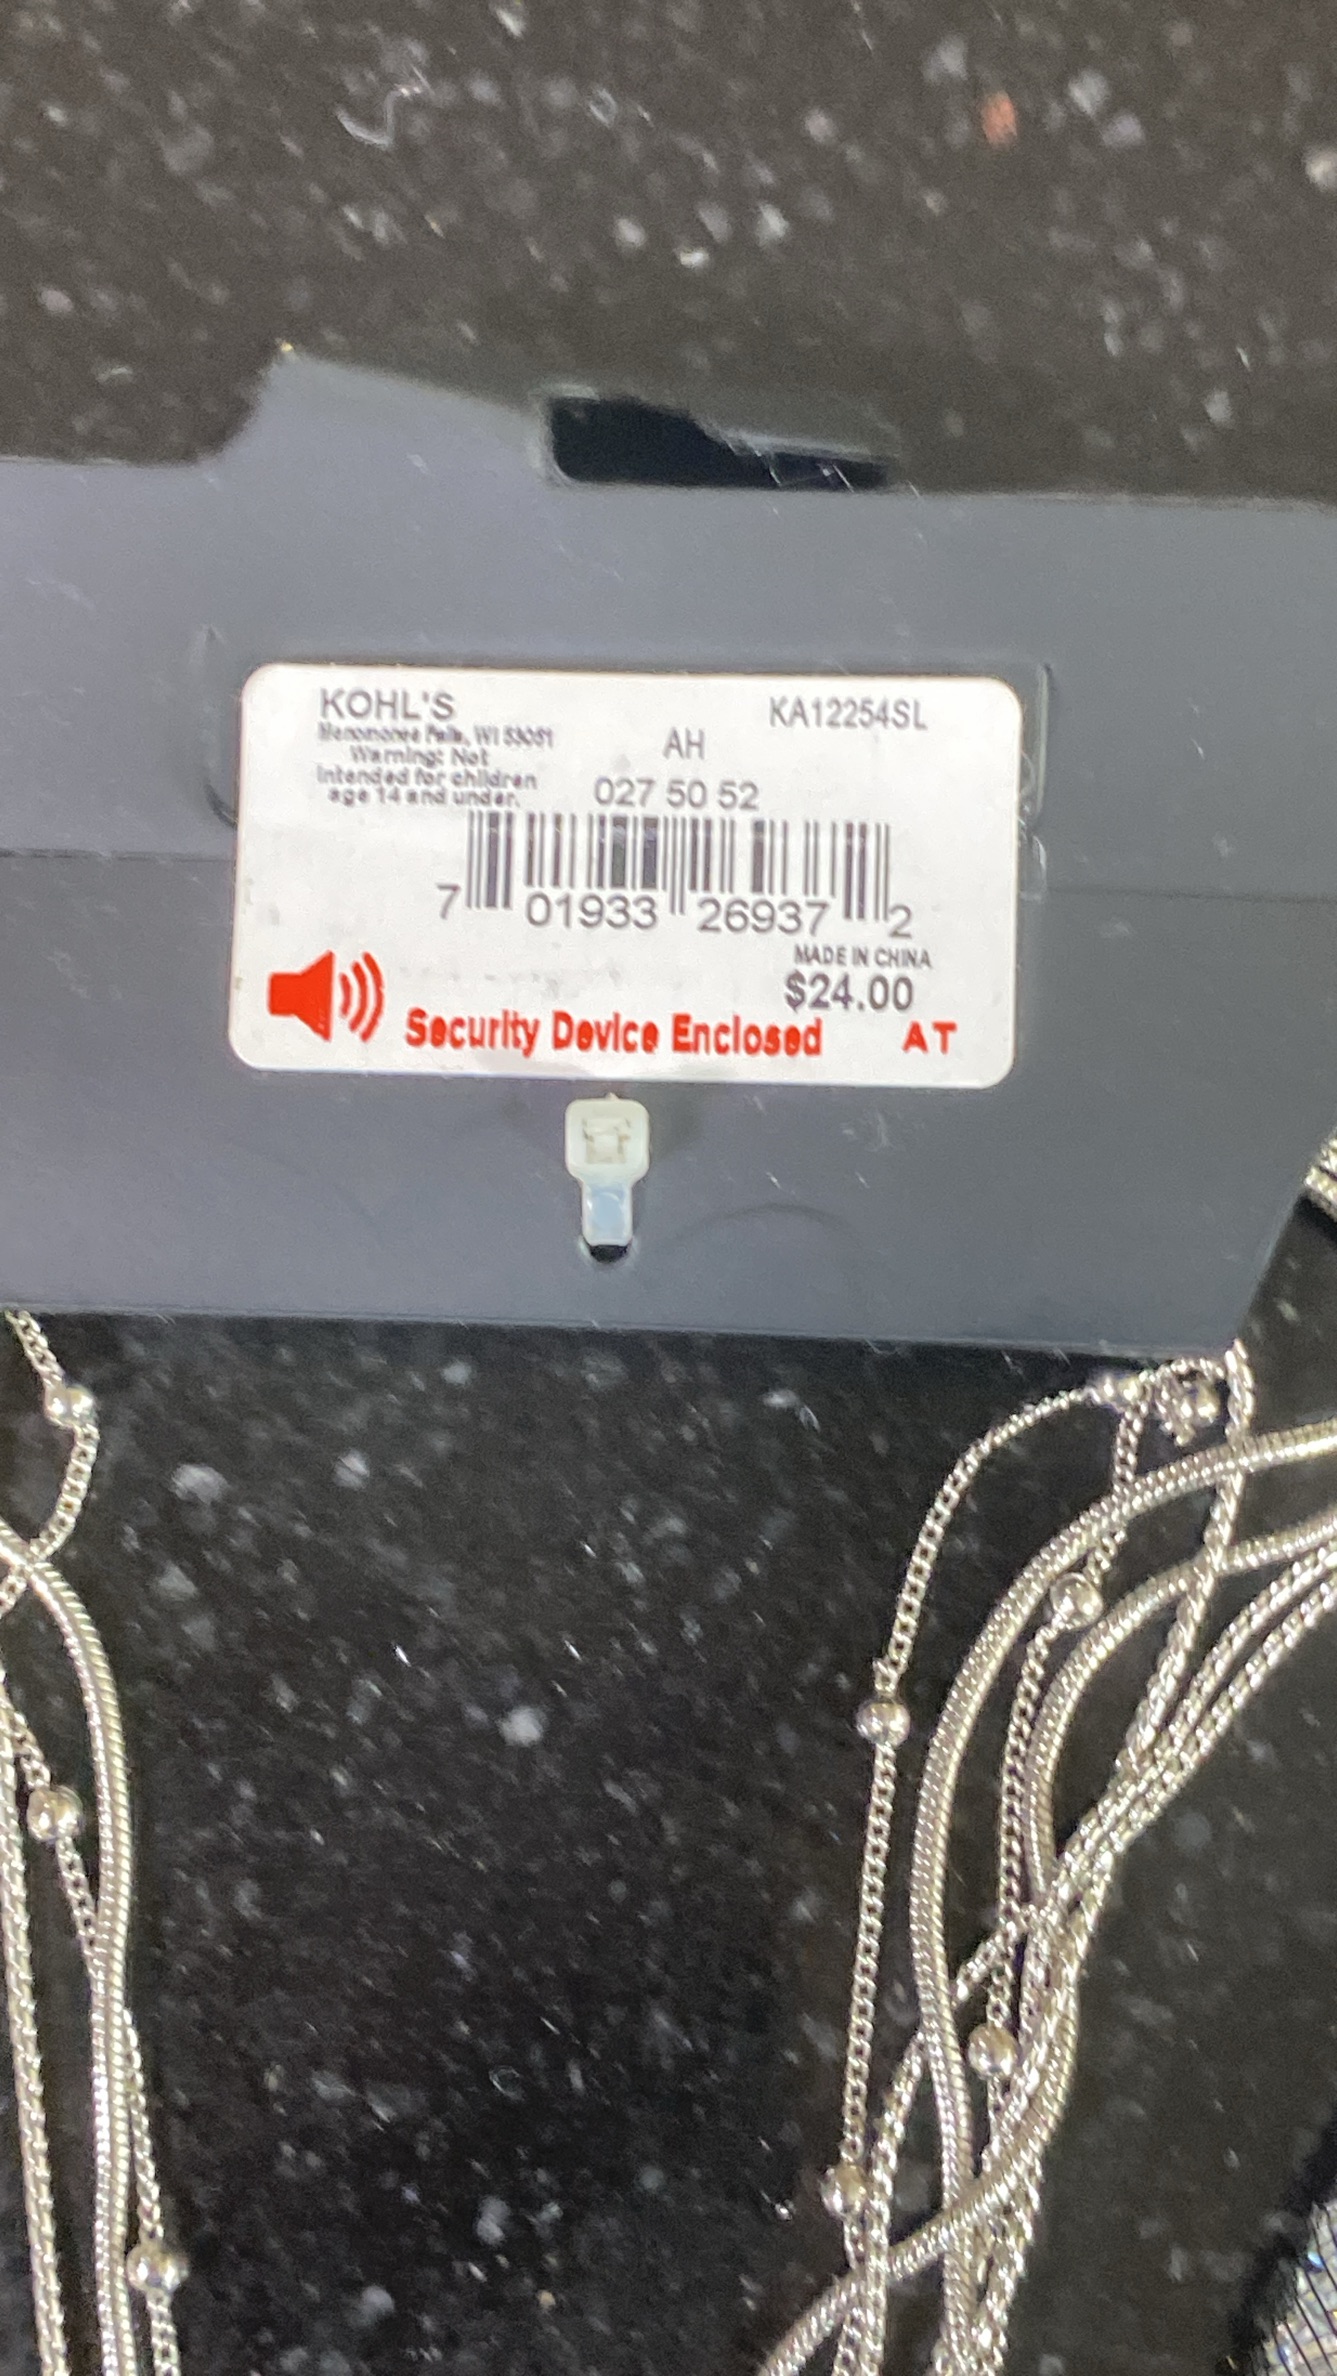 KOHL'S
KA12254SL
Menomonee Falls, WI 53051
AH
Warning: Not
intended for children
age 14 and under.
027 50 52
7 01933 26937 2
MADE IN CHINA
$24.00
Security Device Enclosed
AT